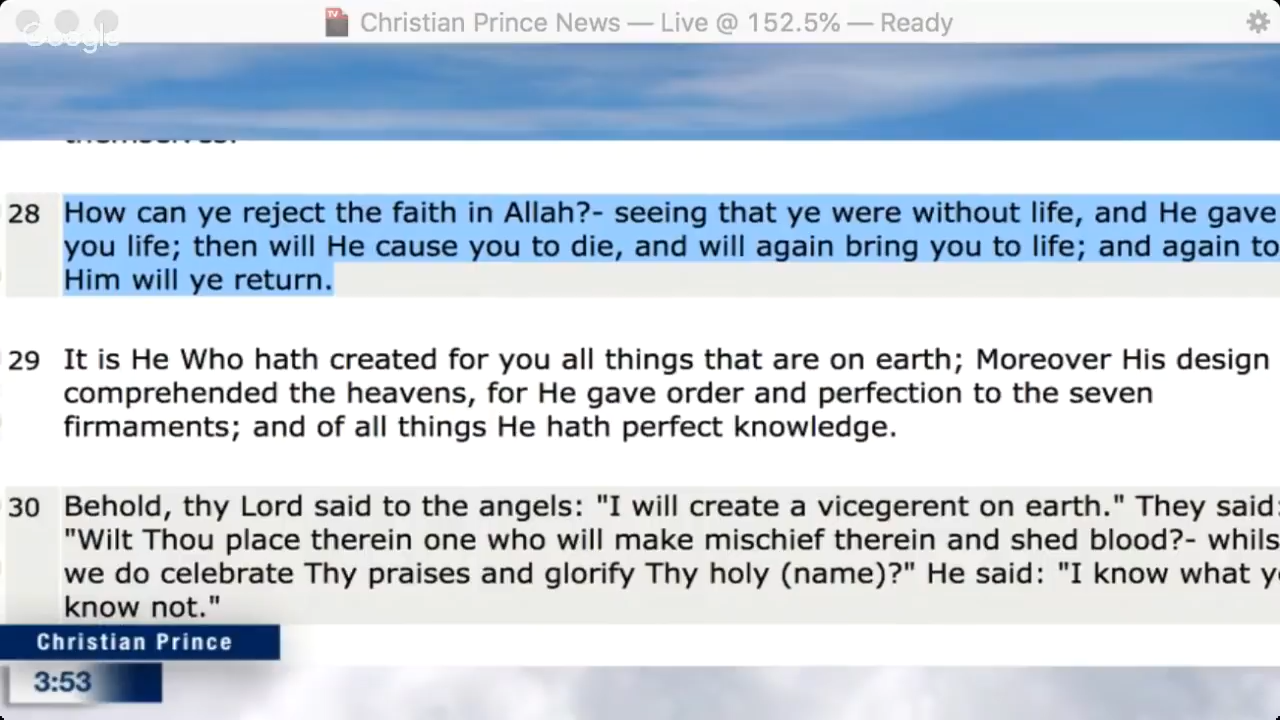 Google
Christian Prince News — Live @ 152.5% — Ready
themselves.
28 How can ye reject the faith in Allah?- seeing that ye were without life, and He gave
you life; then will He cause you to die, and will again bring you to life; and again to
Him will ye return.
29 It is He Who hath created for you all things that are on earth; Moreover His design
comprehended the heavens, for He gave order and perfection to the seven
firmaments; and of all things He hath perfect knowledge.
30 Behold, thy Lord said to the angels: "I will create a vicegerent on earth." They said:
"Wilt Thou place therein one who will make mischief therein and shed blood?- whils
we do celebrate Thy praises and glorify Thy holy (name)?" He said: "I know what y
know not."
Christian Prince
3:53